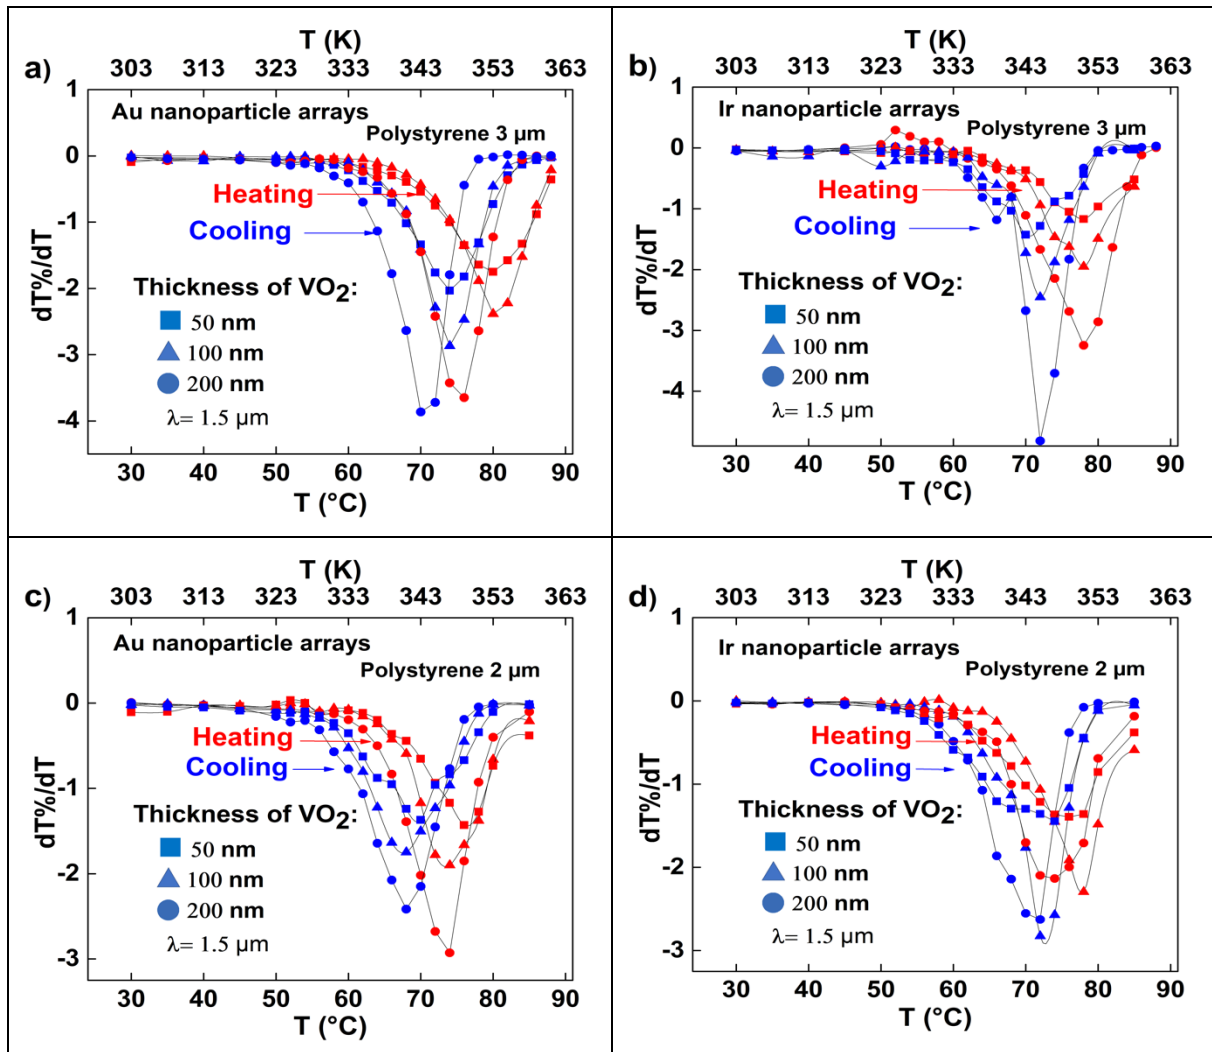 a)
T (K)
303 313 323 333 343 353 363
Au nanoparticle arrays
Polystyrene 3 µm
Heating
Cooling
Thickness of VO2:
50 nm
100 nm
200 nm
λ= 1.5 µm
dT%/dT
1
0
-1
-2
-3
-4
30 40 50 60 70 80 90
T (°C)
b)
T (K)
303 313 323 333 343 353 363
Ir nanoparticle arrays
Polystyrene 3 µm
Heating
Cooling
Thickness of VO2:
50 nm
100 nm
200 nm
λ= 1.5 µm
dT%/dT
1
0
-1
-2
-3
-4
30 40 50 60 70 80 90
T (°C)
c)
T (K)
303 313 323 333 343 353 363
Au nanoparticle arrays
Polystyrene 2 µm
Heating
Cooling
Thickness of VO2:
50 nm
100 nm
200 nm
λ= 1.5 µm
dT%/dT
1
0
-1
-2
-3
30 40 50 60 70 80 90
T (°C)
d)
T (K)
303 313 323 333 343 353 363
Ir nanoparticle arrays
Polystyrene 2 µm
Heating
Cooling
Thickness of VO2:
50 nm
100 nm
200 nm
λ= 1.5 µm
dT%/dT
1
0
-1
-2
-3
30 40 50 60 70 80 90
T (°C)